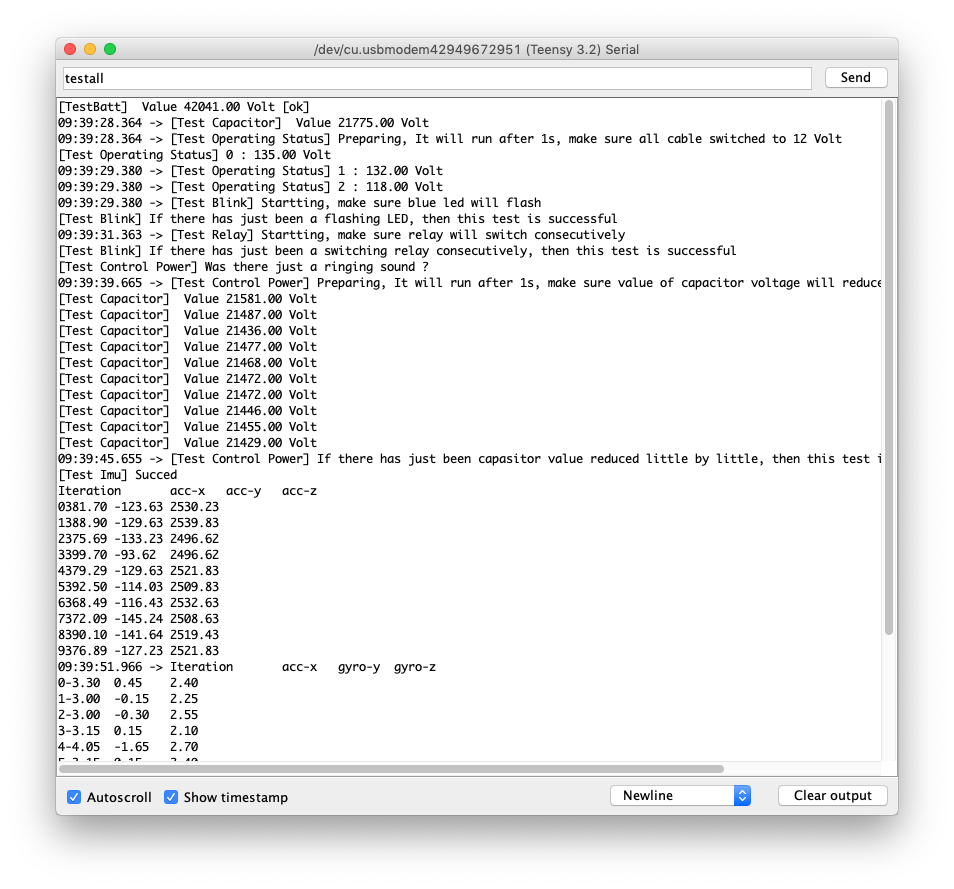 /dev/cu.usbmodem42949672951 (Teensy 3.2) Serial
testall
Send
[TestBatt]  Value 42041.00 Volt [ok]
09:39:28.364 -> [Test Capacitor]  Value 21775.00 Volt
09:39:28.364 -> [Test Operating Status] Preparing, It will run after 1s, make sure all cable switched to 12 Volt
[Test Operating Status] 0 : 135.00 Volt
09:39:29.380 -> [Test Operating Status] 1 : 132.00 Volt
09:39:29.380 -> [Test Operating Status] 2 : 118.00 Volt
09:39:29.380 -> [Test Blink] Startting, make sure blue led will flash
[Test Blink] If there has just been a flashing LED, then this test is successful
09:39:31.363 -> [Test Relay] Startting, make sure relay will switch consecutively
[Test Blink] If there has just been a switching relay consecutively, then this test is successful
[Test Control Power] Was there just a ringing sound ?
09:39:39.665 -> [Test Control Power] Preparing, It will run after 1s, make sure value of capacitor voltage will reduce
[Test Capacitor]  Value 21581.00 Volt
[Test Capacitor]  Value 21487.00 Volt
[Test Capacitor]  Value 21436.00 Volt
[Test Capacitor]  Value 21477.00 Volt
[Test Capacitor]  Value 21468.00 Volt
[Test Capacitor]  Value 21472.00 Volt
[Test Capacitor]  Value 21472.00 Volt
[Test Capacitor]  Value 21446.00 Volt
[Test Capacitor]  Value 21455.00 Volt
[Test Capacitor]  Value 21429.00 Volt
09:39:45.655 -> [Test Control Power] If there has just been capasitor value reduced little by little, then this test i
[Test Imu] Succed
Iteration	acc-x	acc-y	acc-z
0381.70	-123.63	2530.23
1388.90	-129.63	2539.83
2375.69	-133.23	2496.62
3399.70	-93.62	2496.62
4379.29	-129.63	2521.83
5392.50	-114.03	2509.83
6368.49	-116.43	2532.63
7372.09	-145.24	2508.63
8390.10	-141.64	2519.43
9376.89	-127.23	2521.83
09:39:51.966 -> Iteration	acc-x	gyro-y	gyro-z
0-3.30	0.45	2.40
1-3.00	-0.15	2.25
2-3.00	-0.30	2.55
3-3.15	0.15	2.10
4-4.05	-1.65	2.70
Autoscroll
Show timestamp
Newline
Clear output